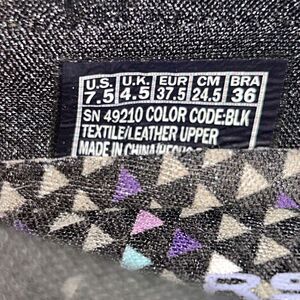 U.S. U.K. EUR CM BRA
7.5 4.5 37.5 24.5 36
SN 49210 COLOR CODE:BLK
TEXTILE/LEATHER UPPER
MADE IN CHINA/HECHO